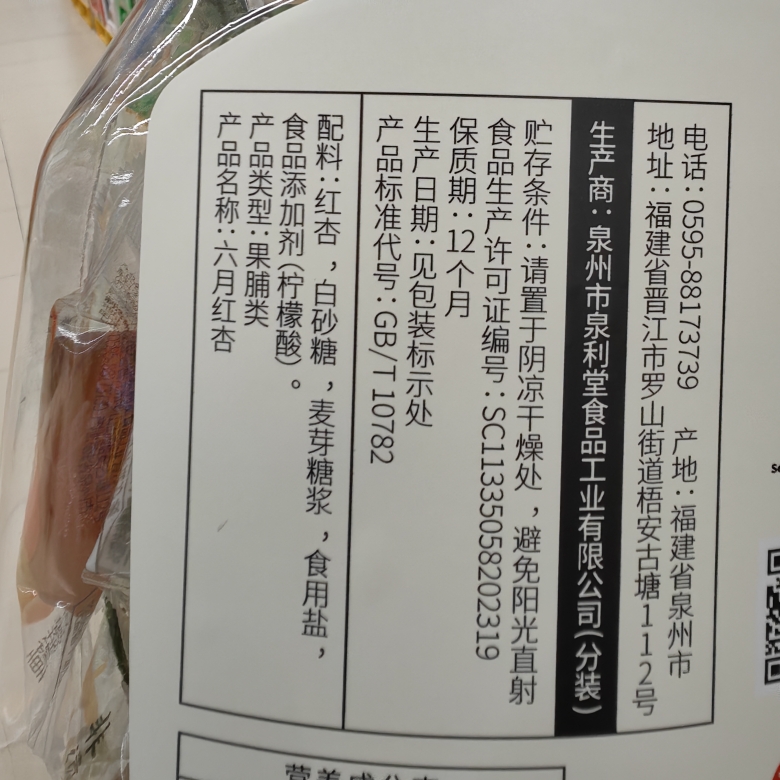 电话：0595-88173739 产地：福建省泉州市
地址：福建省晋江市罗山街道梧安古塘112号
生产商：泉州市泉利堂食品工业有限公司(分装)
贮存条件：请置于阴凉干燥处，避免阳光直射
食品生产许可证编号：SC11335058202319
保质期：12个月
生产日期：见包装标示处
产品标准代号：GB/T 10782
配料：红杏，白砂糖，麦芽糖浆，食用盐，
食品添加剂(柠檬酸)。
产品类型：果脯类
产品名称：六月红杏
营养成分表